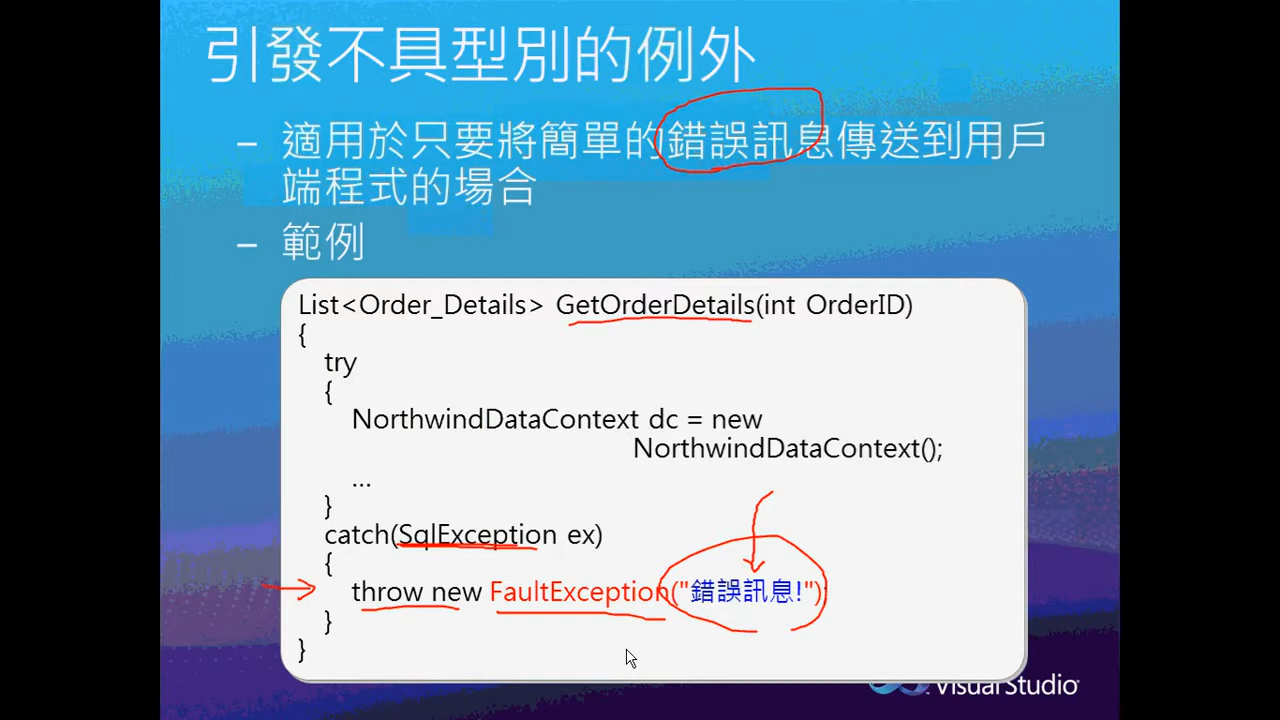 引發不具型別的例外
– 適用於只要將簡單的錯誤訊息傳送到用戶
端程式的場合
– 範例
List<Order_Details> GetOrderDetails(int OrderID)
{
try
{
NorthwindDataContext dc = new
NorthwindDataContext();
...
}
catch(SqlException ex)
{
throw new FaultException("錯誤訊息!");
}
}
Visual Studio